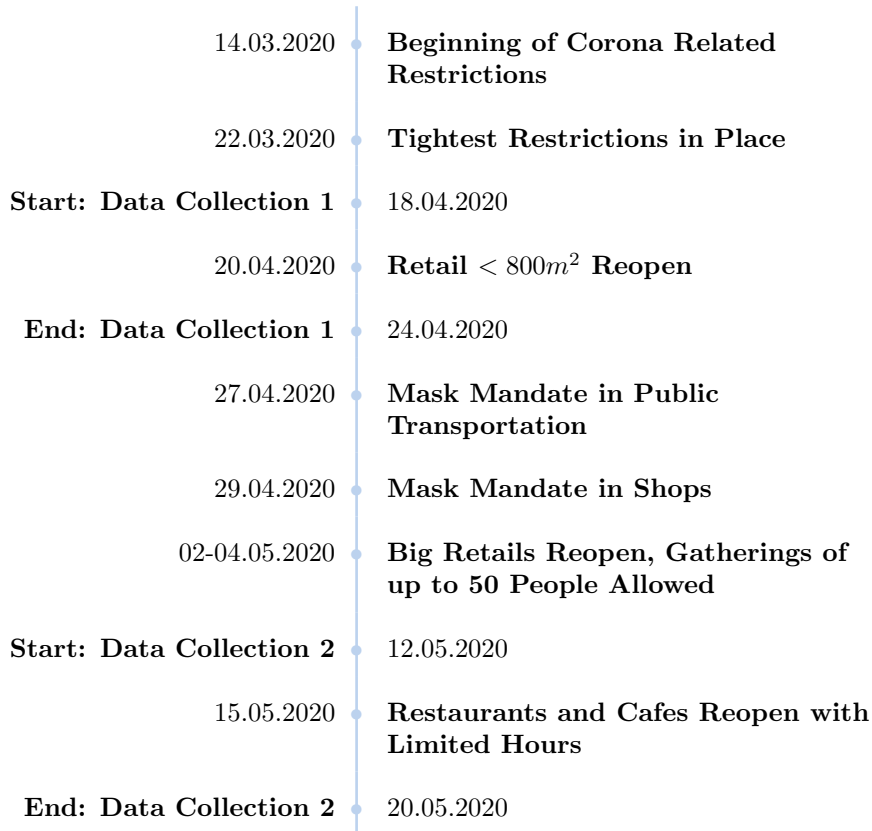 14.03.2020 Beginning of Corona Related
Restrictions
22.03.2020 Tightest Restrictions in Place
Start: Data Collection 1 18.04.2020
20.04.2020 Retail < 800m² Reopen
End: Data Collection 1 24.04.2020
27.04.2020 Mask Mandate in Public
Transportation
29.04.2020 Mask Mandate in Shops
02-04.05.2020 Big Retails Reopen, Gatherings of
up to 50 People Allowed
Start: Data Collection 2 12.05.2020
15.05.2020 Restaurants and Cafes Reopen with
Limited Hours
End: Data Collection 2 20.05.2020